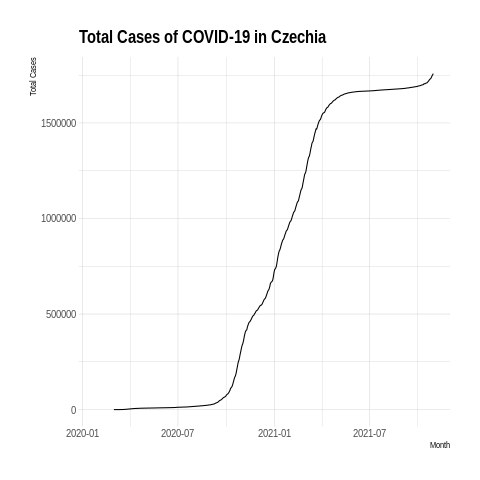 Total Cases of COVID-19 in Czechia
Total Cases
1500000
1000000
500000
0
2020-01 2020-07 2021-01 2021-07
Month